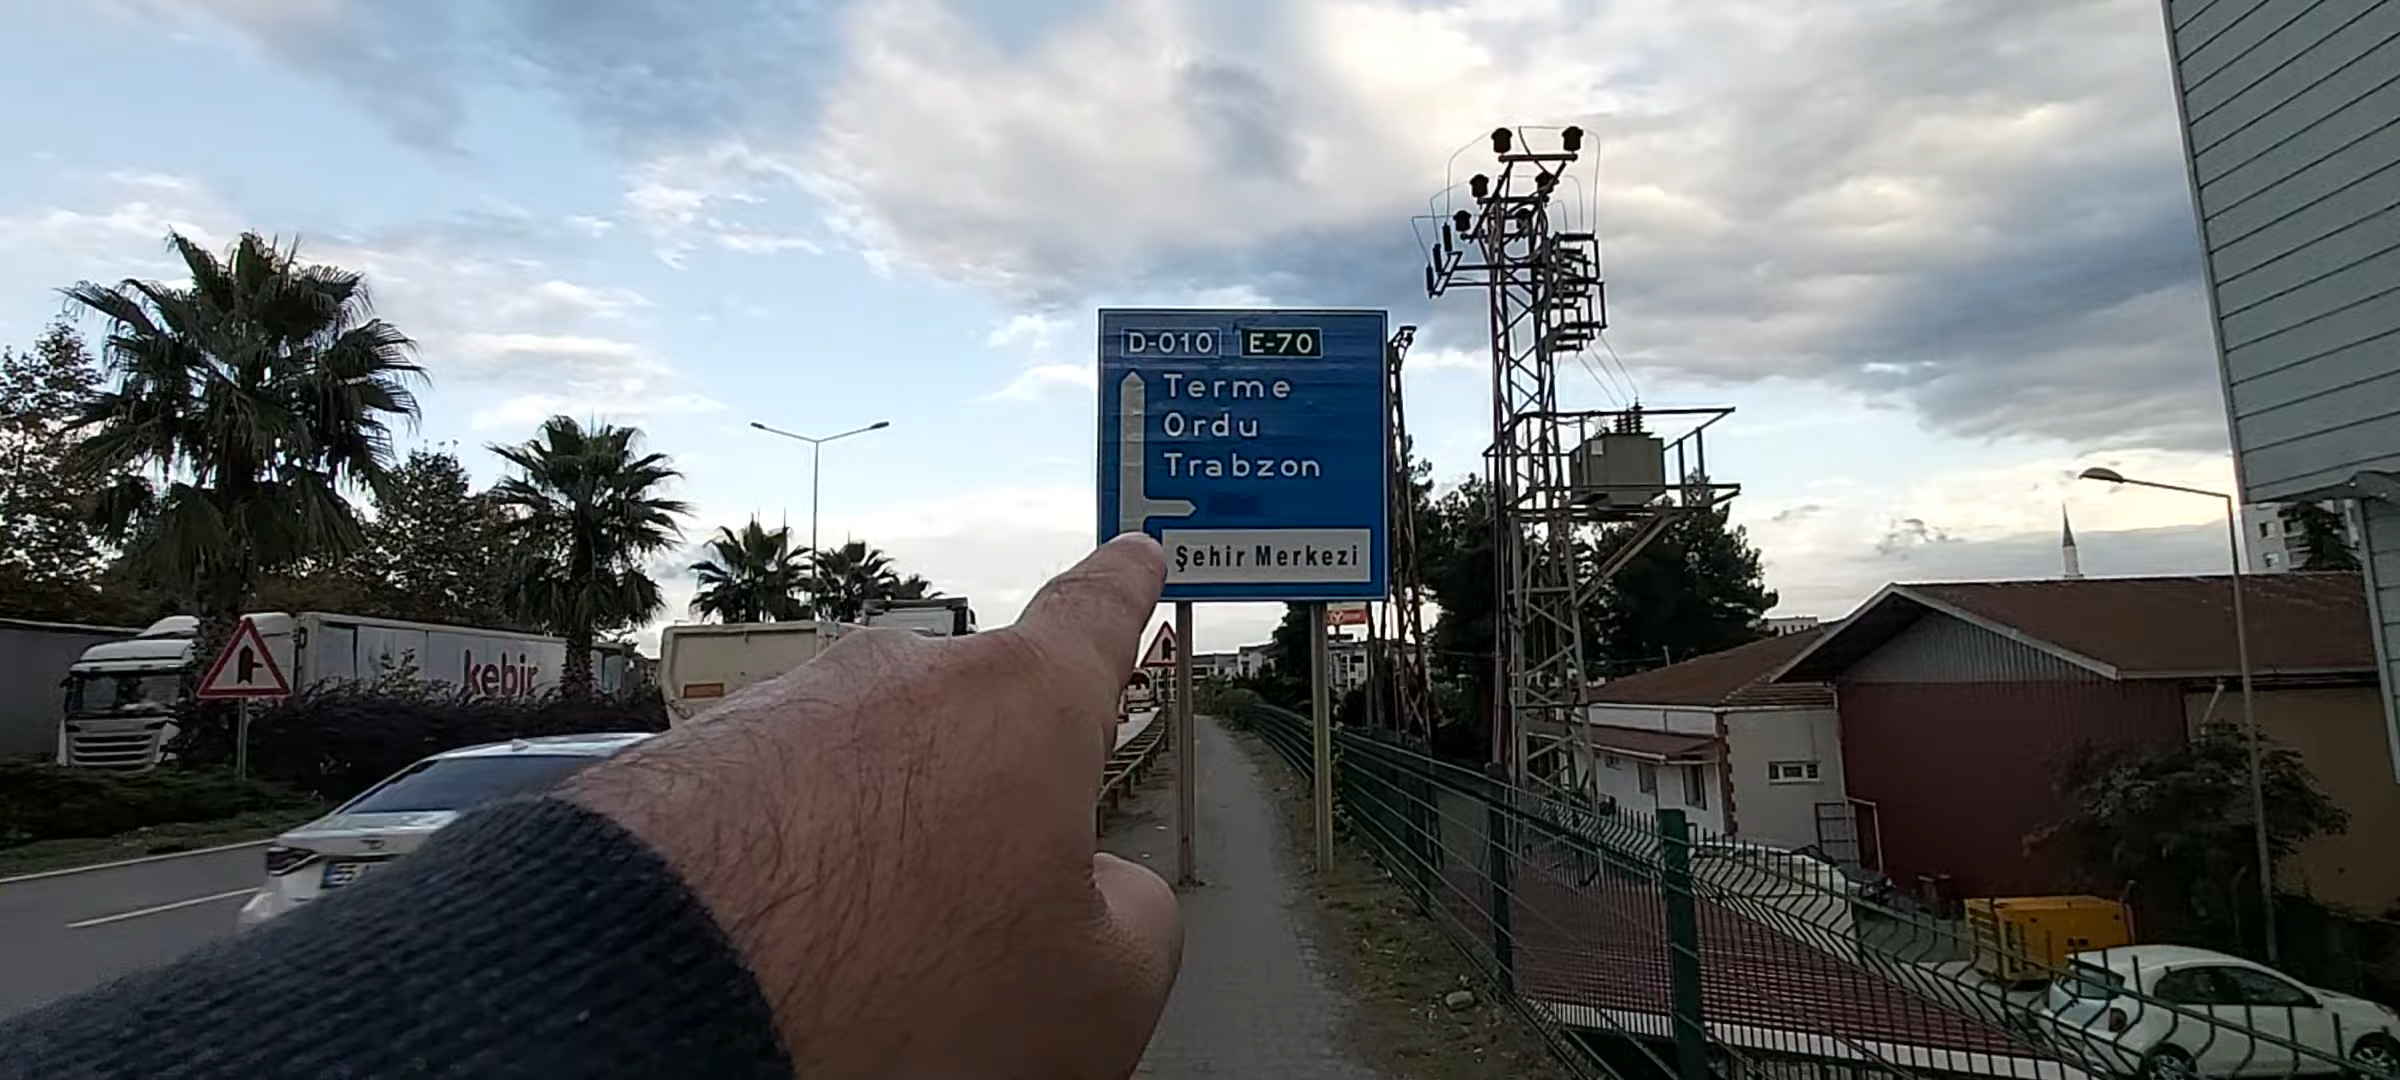 D-010 E-70
Terme
Ordu
Trabzon
Şehir Merkezi
kebir